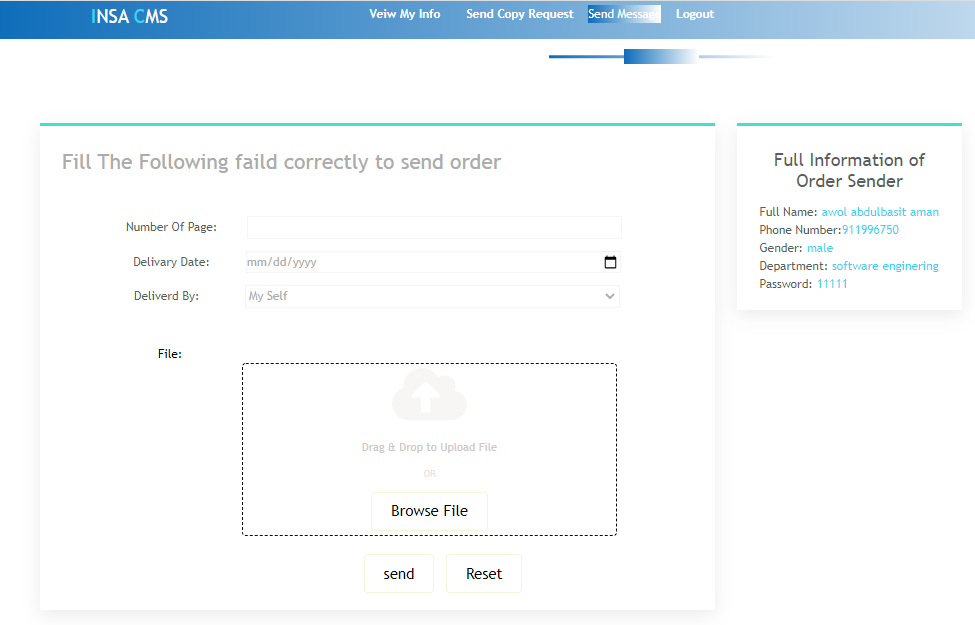 INSA CMS
Veiw My Info
Send Copy Request
Send Message
Logout
Fill The Following faild correctly to send order
Number Of Page:
Delivary Date:
mm/dd/yyyy
Deliverd By:
My Self
File:
Drag & Drop to Upload File
OR
Browse File
send
Reset
Full Information of
Order Sender
Full Name: awol abdulbasit aman
Phone Number:911996750
Gender: male
Department: software enginering
Password: 11111